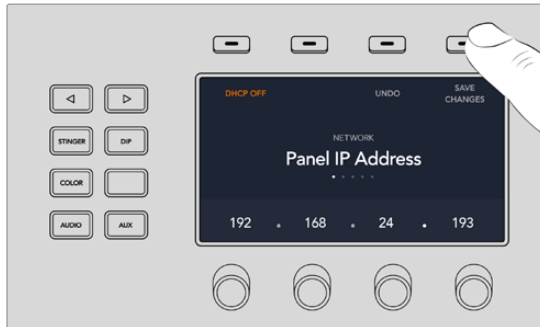 DHCP OFF
UNDO
SAVE
CHANGES
NETWORK
Panel IP Address
192 . 168 . 24 . 193
STINGER
DIP
COLOR
AUDIO
AUX